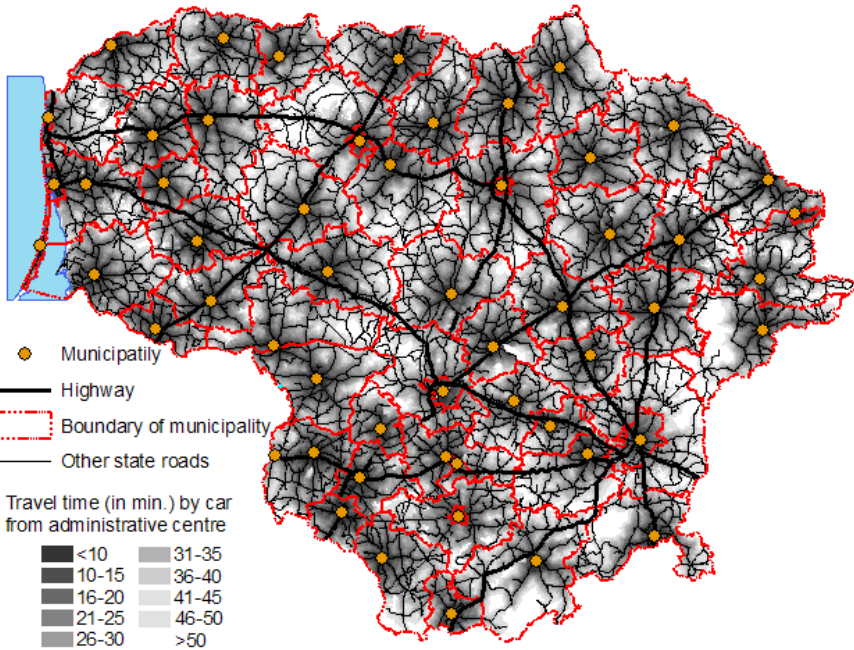 Municipatily
Highway
Boundary of municipality
Other state roads
Travel time (in min.) by car
from administrative centre
<10 31-35
10-15 36-40
16-20 41-45
21-25 46-50
26-30 >50